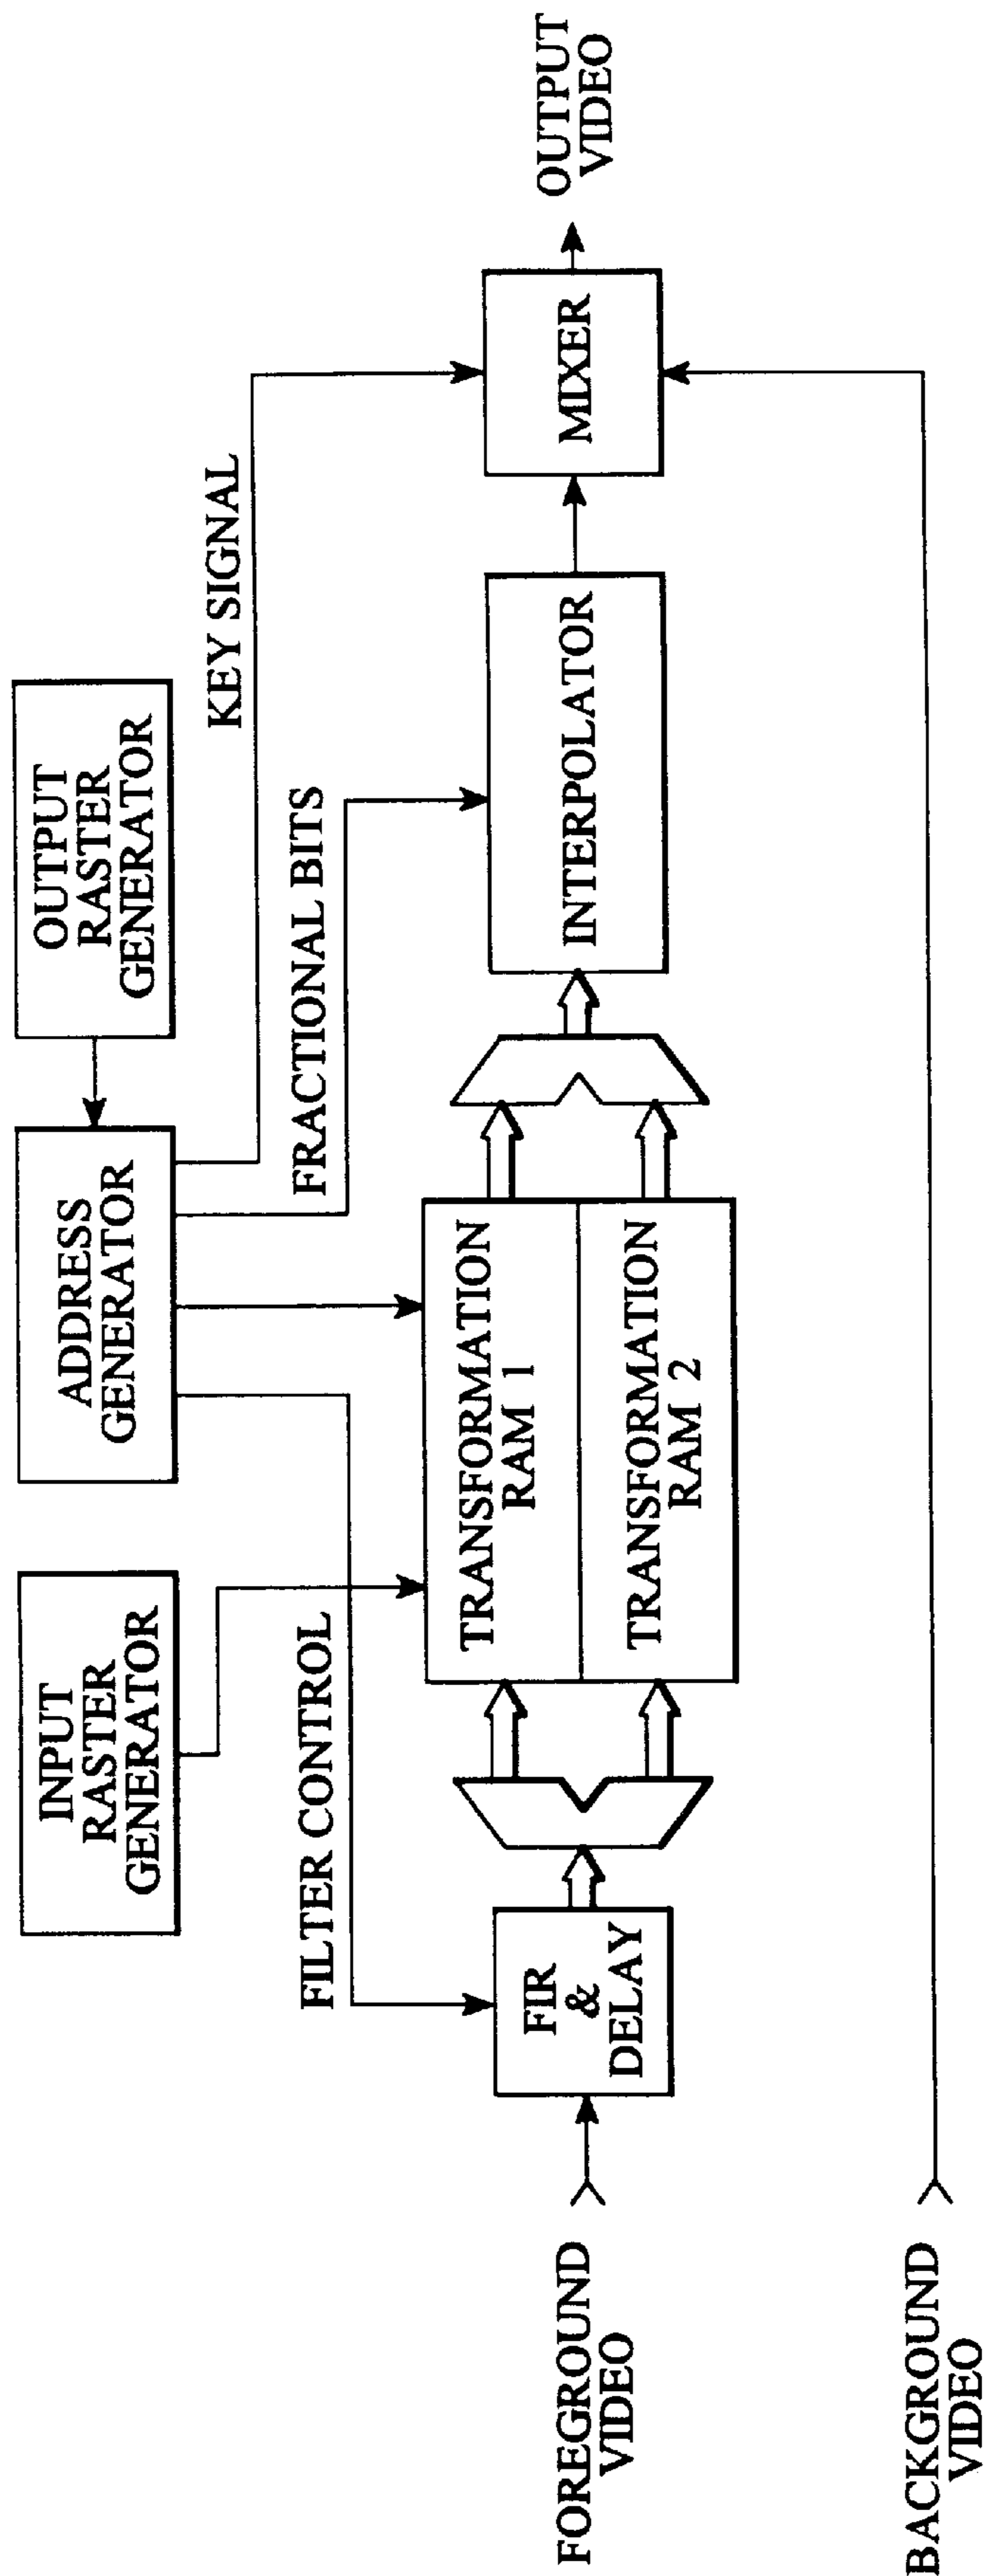 INPUT
RASTER
GENERATOR
ADDRESS
GENERATOR
OUTPUT
RASTER
GENERATOR
FILTER CONTROL
FRACTIONAL BITS
KEY SIGNAL
FOREGROUND
VIDEO
FIR
&
DELAY
TRANSFORMATION
RAM 1
TRANSFORMATION
RAM 2
INTERPOLATOR
MIXER
OUTPUT
VIDEO
BACKGROUND
VIDEO